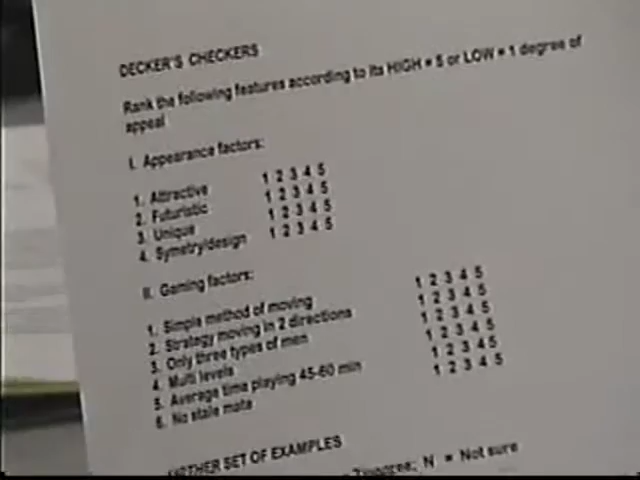 DECKER'S CHECKERS
Rank the following features according to its HIGH = 5 or LOW = 1 degree of
appeal
I. Appearance factors:
1. Attractive 1 2 3 4 5
2. Futuristic 1 2 3 4 5
3. Unique 1 2 3 4 5
4. Symetry/design 1 2 3 4 5
II. Gaming factors:
1. Simple method of moving 1 2 3 4 5
2. Strategy moving in 2 directions 1 2 3 4 5
3. Only three types of men 1 2 3 4 5
4. Multi levels 1 2 3 4 5
5. Average time playing 45-60 min 1 2 3 4 5
6. No stale mate 1 2 3 4 5
SET OF EXAMPLES
N = Not sure